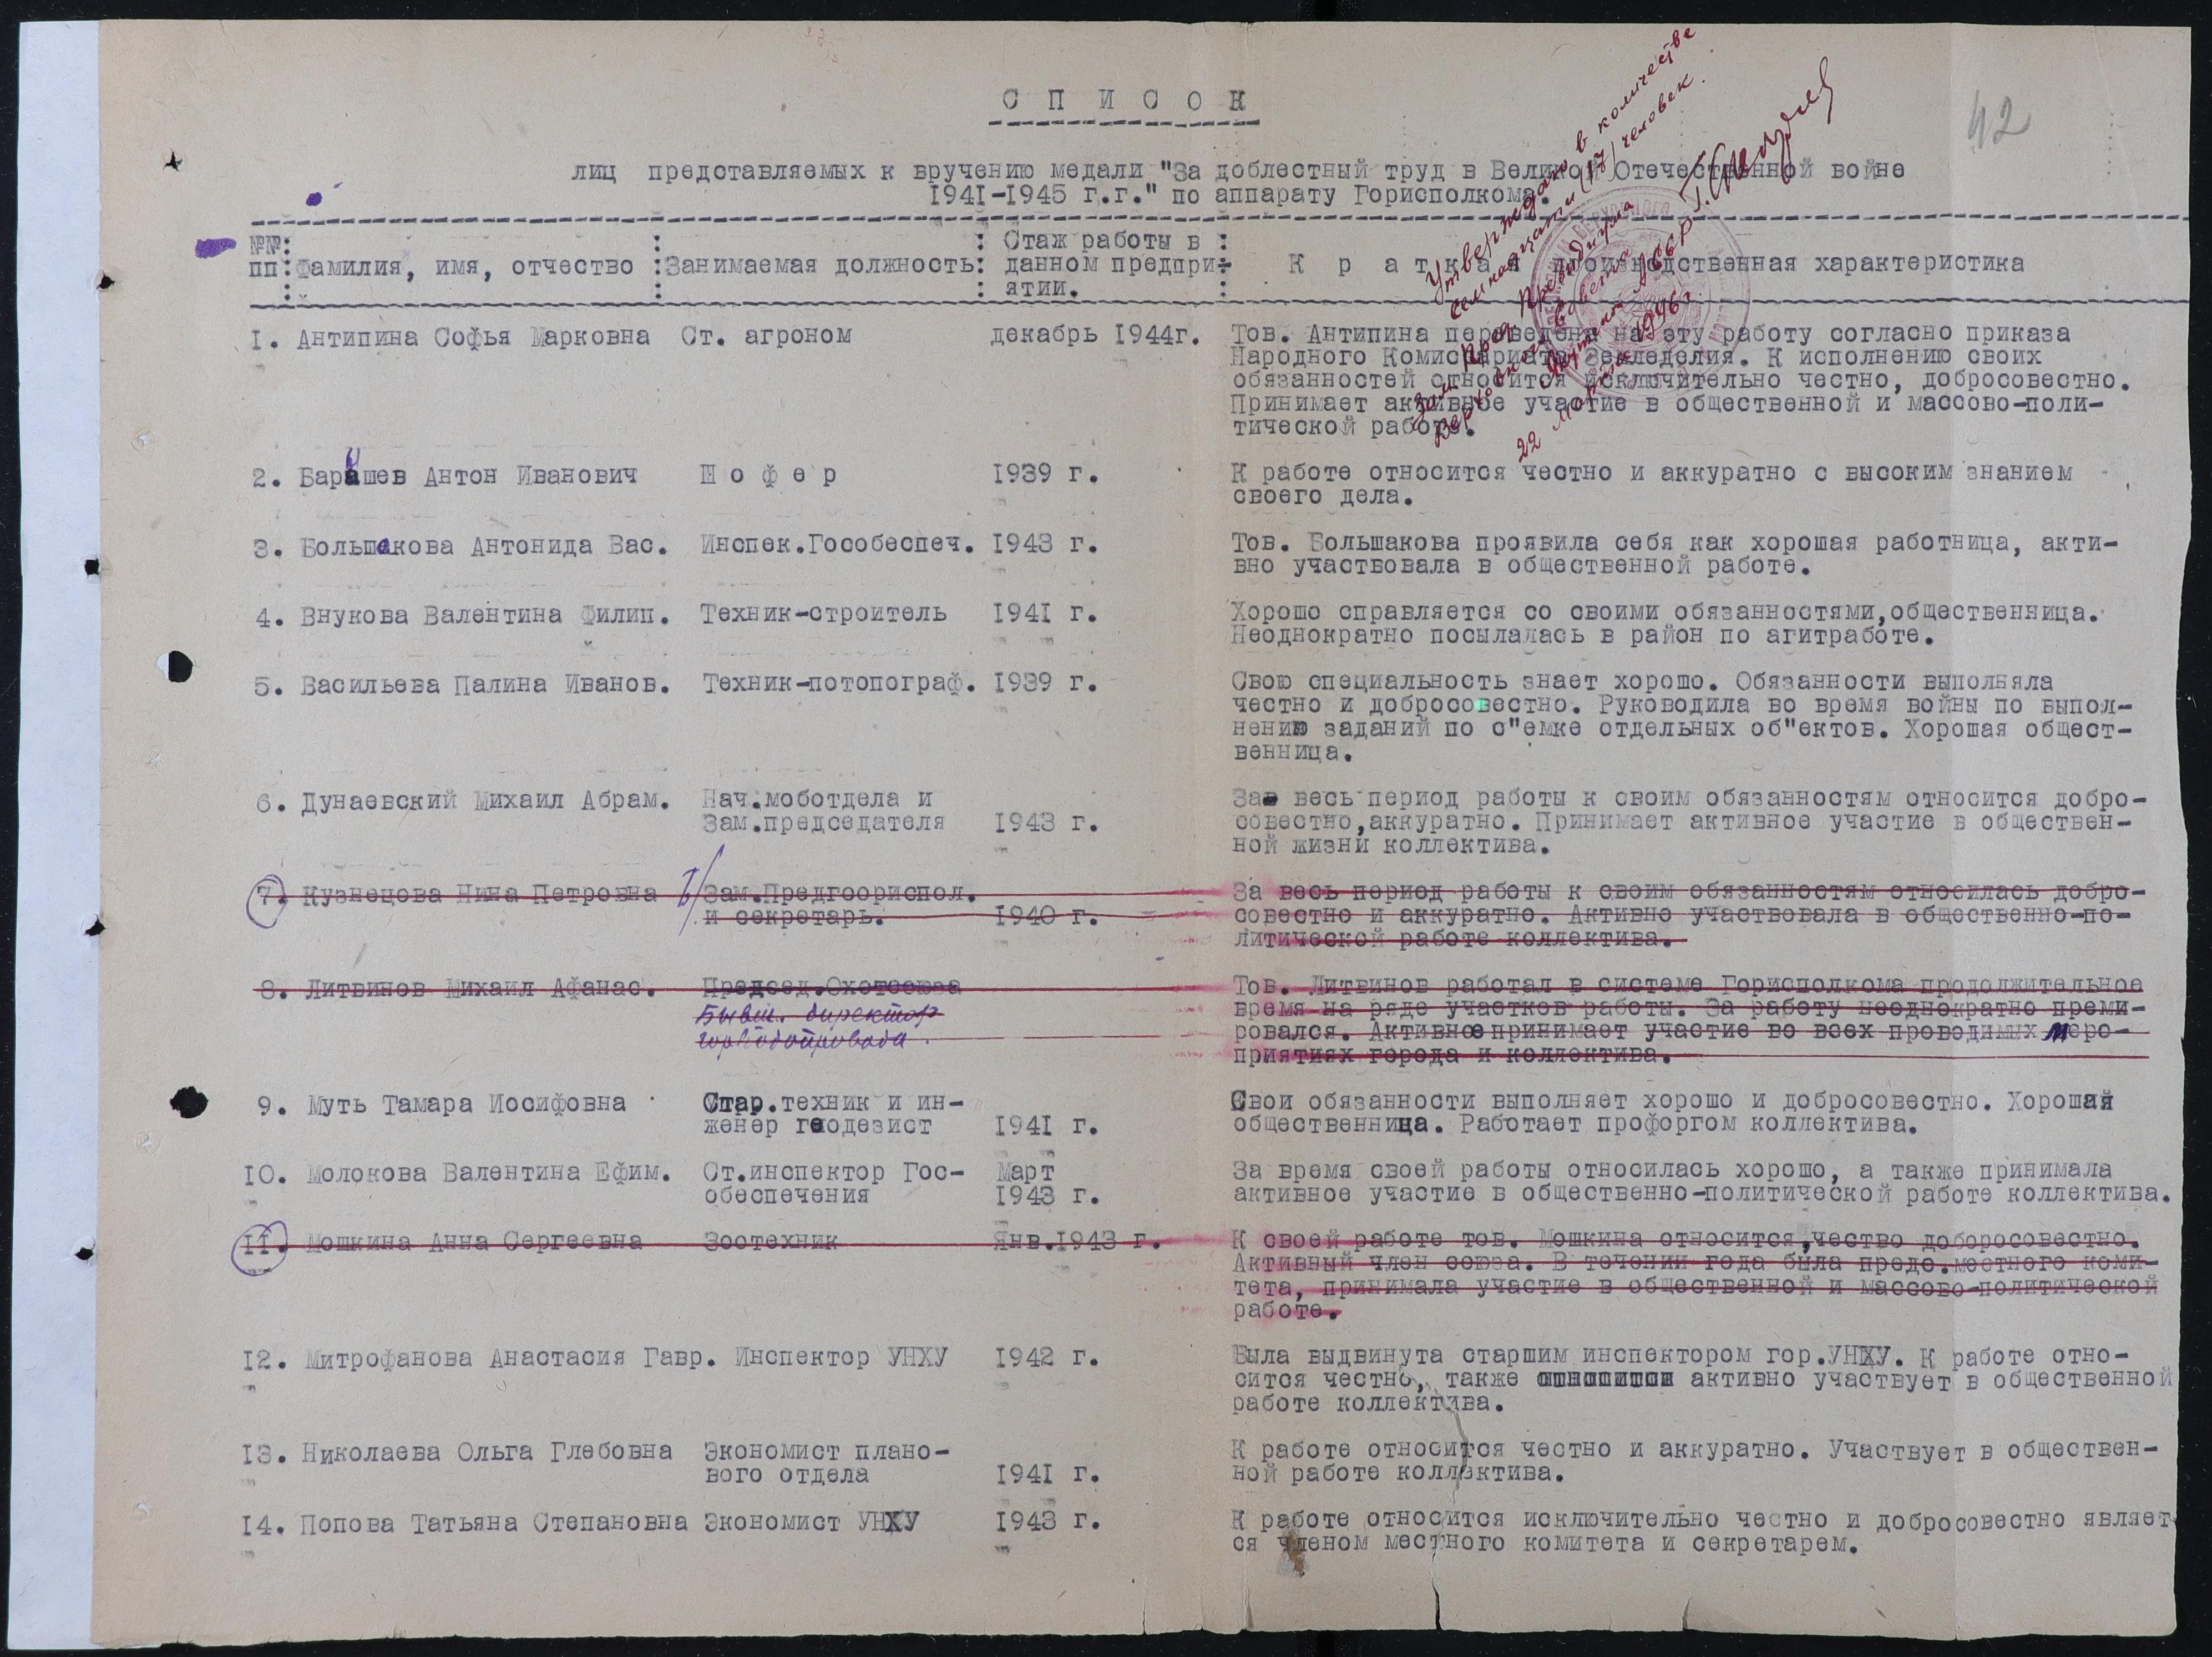 42
С П И С О К
лиц представляемых к вручению медали "За доблестный труд в Великой Отечественной войне
1941-1945 г.г." по аппарату Горисполкома.
Утверждаю в количестве
семнадцати (17) человек.
Зам. Пред. Президиума
Верховного Совета
Якутской АССР
22 марта 1946 г.
№№: : : Стаж работы в :
пп:Фамилия, имя, отчество :Занимаемая должность: данном предпри-: К р а т к а я производственная характеристика
: : : ятии. :
1. Антипина Софья Марковна Ст. агроном декабрь 1944г. Тов. Антипина переведена на эту работу согласно приказа
Народного Комиссариата Земледелия. К исполнению своих
обязанностей относится исключительно честно, добросовестно.
Принимает активное участие в общественной и массово-поли-
тической работе.
2. Барышев Антон Иванович Ш о ф е р 1939 г. К работе относится честно и аккуратно с высоким знанием
своего дела.
3. Большакова Антонида Вас. Инспек.Гособеспеч. 1943 г. Тов. Большакова проявила себя как хорошая работница, акти-
вно участвовала в общественной работе.
4. Внукова Валентина Филип. Техник-строитель 1941 г. Хорошо справляется со своими обязанностями,общественница.
Неоднократно посылалась в район по агитработе.
5. Васильева Палина Иванов. Техник-потопограф. 1939 г. Свою специальность знает хорошо. Обязанности выполняла
честно и добросовестно. Руководила во время войны по выпол-
нению заданий по с"емке отдельных об"ектов. Хорошая общест-
венница.
6. Дунаевский Михаил Абрам. Нач.моботдела и За весь период работы к своим обязанностям относится добро-
Зам.председателя 1943 г. совестно,аккуратно. Принимает активное участие в обществен-
ной жизни коллектива.
7. Кузнецова Нина Петровна Зам.Предгоориспол. За весь период работы к своим обязанностям относилась добро-
и секретарь. 1940 г. совестно и аккуратно. Активно участвовала в общественно-по-
литической работе коллектива.
8. Литвинов Михаил Афанас. Председ.Охотсоюза Тов. Литвинов работал в системе Горисполкома продолжительное
Бывш. директор время на ряде участков работы. За работу неоднократно преми-
горводопровода. ровался. Активное принимает участие во всех проводимых меро-
приятиях города и коллектива.
9. Муть Тамара Иосифовна Стар.техник и ин- Свои обязанности выполняет хорошо и добросовестно. Хорошая
женер геодезист 1941 г. общественница. Работает профоргом коллектива.
10. Молокова Валентина Ефим. Ст.инспектор Гос- Март За время своей работы относилась хорошо, а также принимала
обеспечения 1943 г. активное участие в общественно-политической работе коллектива.
11. Мошкина Анна Сергеевна Зоотехник Янв.1943 г. К своей работе тов. Мошкина относится,чество доборосовестно.
Активный член союза. В течении года была предс.местного коми-
тета, принимала участие в общественной и массово-политической
работе.
12. Митрофанова Анастасия Гавр. Инспектор УНХУ 1942 г. Была выдвинута старшим инспектором гор.УНХУ. К работе отно-
сится честно, также активно участвует в общественной
работе коллектива.
13. Николаева Ольга Глебовна Экономист плано- К работе относится честно и аккуратно. Участвует в обществен-
вого отдела 1941 г. ной работе коллектива.
14. Попова Татьяна Степановна Экономист УНХУ 1943 г. К работе относится исключительно честно и добросовестно являет
ся членом местного комитета и секретарем.